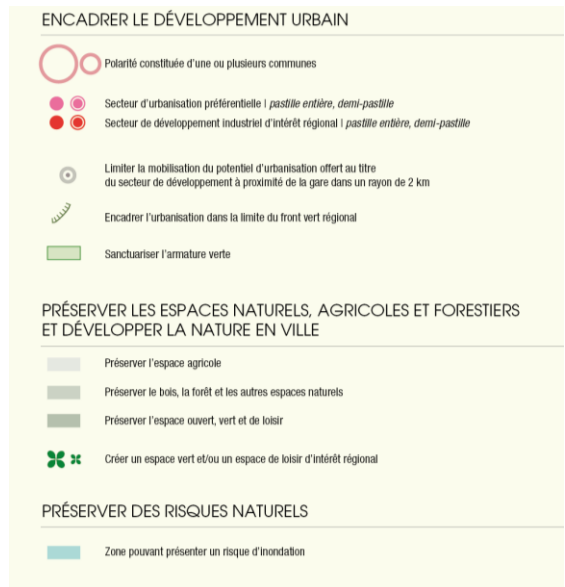 ENCADRER LE DÉVELOPPEMENT URBAIN
Polarité constituée d'une ou plusieurs communes
Secteur d'urbanisation préférentielle | pastille entière, demi-pastille
Secteur de développement industriel d'intérêt régional | pastille entière, demi-pastille
Limiter la mobilisation du potentiel d'urbanisation offert au titre
du secteur de développement à proximité de la gare dans un rayon de 2 km
Encadrer l'urbanisation dans la limite du front vert régional
Sanctuariser l'armature verte
PRÉSERVER LES ESPACES NATURELS, AGRICOLES ET FORESTIERS
ET DÉVELOPPER LA NATURE EN VILLE
Préserver l'espace agricole
Préserver le bois, la forêt et les autres espaces naturels
Préserver l'espace ouvert, vert et de loisir
Créer un espace vert et/ou un espace de loisir d'intérêt régional
PRÉSERVER DES RISQUES NATURELS
Zone pouvant présenter un risque d'inondation